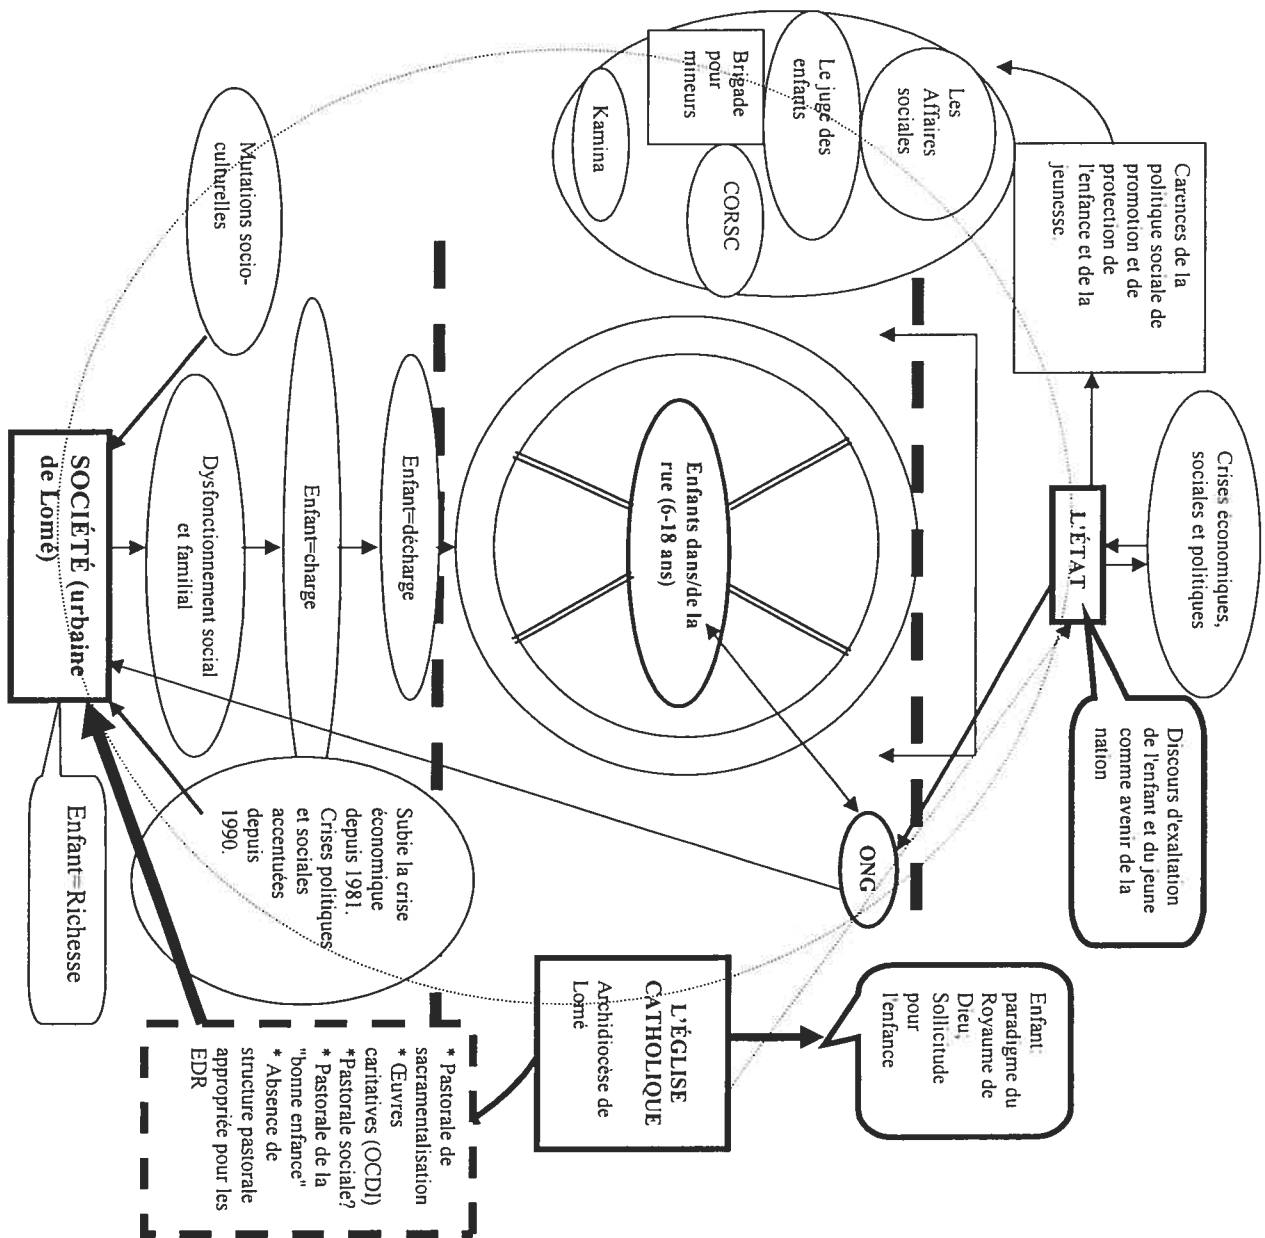 Crises économiques,
sociales et politiques
Carences de la
politique sociale de
promotion et de
protection de
l'enfance et de la
jeunesse.
L'ÉTAT
Discours d'exaltation
de l'enfant et du jeune
comme avenir de la
nation
Enfant:
paradigme du
Royaume de
Dieu;
Sollicitude
pour
l'enfance
Les
Affaires
sociales
Le juge des
enfants
Brigade
pour
mineurs
CORSC
Kamina
ONG
Enfants dans/de la
rue (6-18 ans)
L'ÉGLISE
CATHOLIQUE
Archidiocèse de
Lomé
Enfant=décharge
Enfant=charge
Subie la crise
économique
depuis 1981.
Crises politiques
et sociales
accentuées
depuis
1990.
* Pastorale de
sacramentalisation
* Œuvres
caritatives (OCDI)
*Pastorale sociale?
* Pastorale de la
"bonne enfance"
* Absence de
structure pastorale
appropriée pour les
EDR
Mutations socio-
culturelles
Dysfonctionnement social
et familial
SOCIÉTÉ (urbaine
de Lomé)
Enfant=Richesse